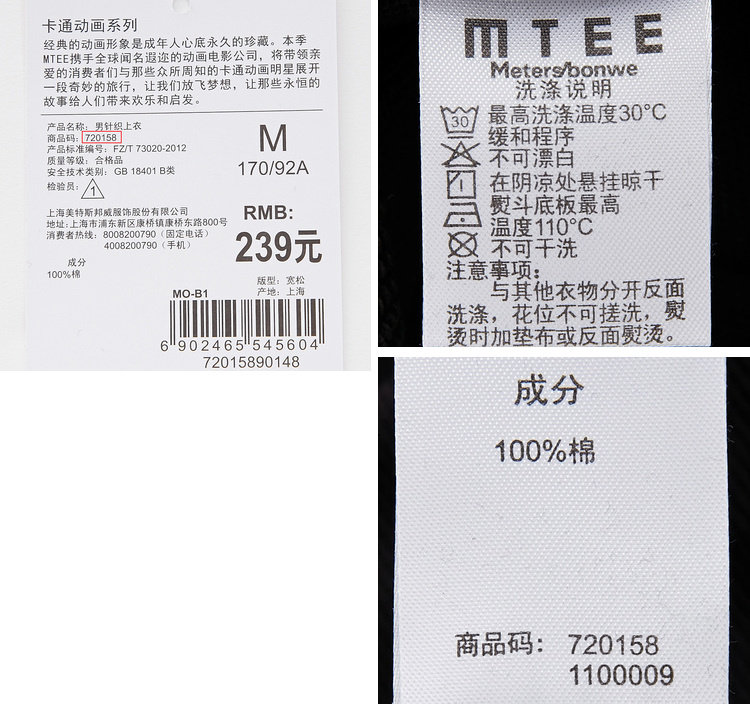 卡通动画系列
经典的动画形象是成年人心底永久的珍藏。本季
MTEE携手全球闻名遐迩的动画电影公司，将带领亲
爱的消费者们与那些众所周知的卡通动画明星展开
一段奇妙的旅行，让我们放飞梦想，让那些永恒的
故事给人们带来欢乐和启发。
产品名称：男针织上衣
商品码：720158
产品标准编号：FZ/T 73020-2012
质量等级：合格品
安全技术类别：GB 18401 B类
检验员：1
M
170/92A
上海美特斯邦威服饰股份有限公司
地址：上海市浦东新区康桥镇康桥东路800号
消费者热线：8008200790（固定电话）
4008200790（手机）
RMB:
239元
成分
100%棉
版型：宽松
产地：上海
MO-B1
6 902465 545604
72015890148
MTEE
Meters/bonwe
洗涤说明
30 最高洗涤温度30°C
缓和程序
不可漂白
在阴凉处悬挂晾干
熨斗底板最高
温度110°C
不可干洗
注意事项：
与其他衣物分开反面
洗涤，花位不可搓洗，熨
烫时加垫布或反面熨烫。
成分
100%棉
商品码：720158
1100009